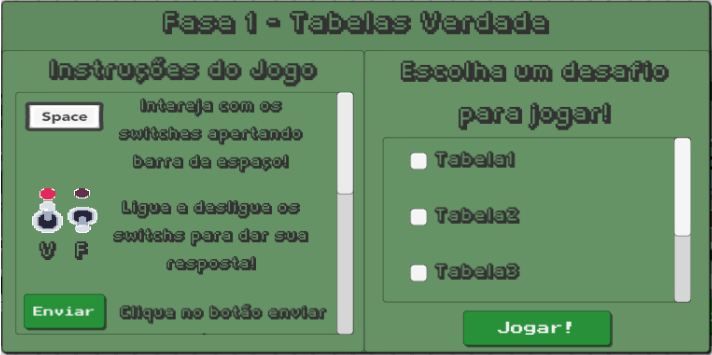 Fase 1 - Tabelas Verdade
Instruções do Jogo
Space
Intereja com os
switches apertando
barra de espaço!
Ligue e desligue os
switchs para dar sua
resposta!
V F
Enviar
Clique no botão enviar
Escolha um desafio
para jogar!
Tabela1
Tabela2
Tabela3
Jogar!